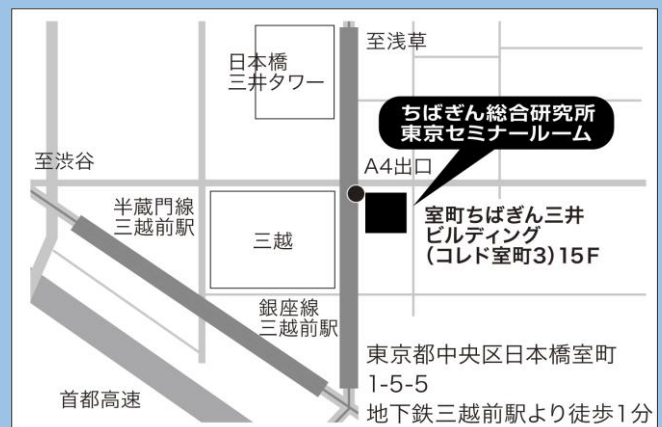 至浅草
日本橋
三井タワー
ちばぎん総合研究所
東京セミナールーム
A4出口
至渋谷
半蔵門線
三越前駅
三越
室町ちばぎん三井
ビルディング
(コレド室町3)15F
銀座線
三越前駅
東京都中央区日本橋室町
1-5-5
地下鉄三越前駅より徒歩1分
首都高速